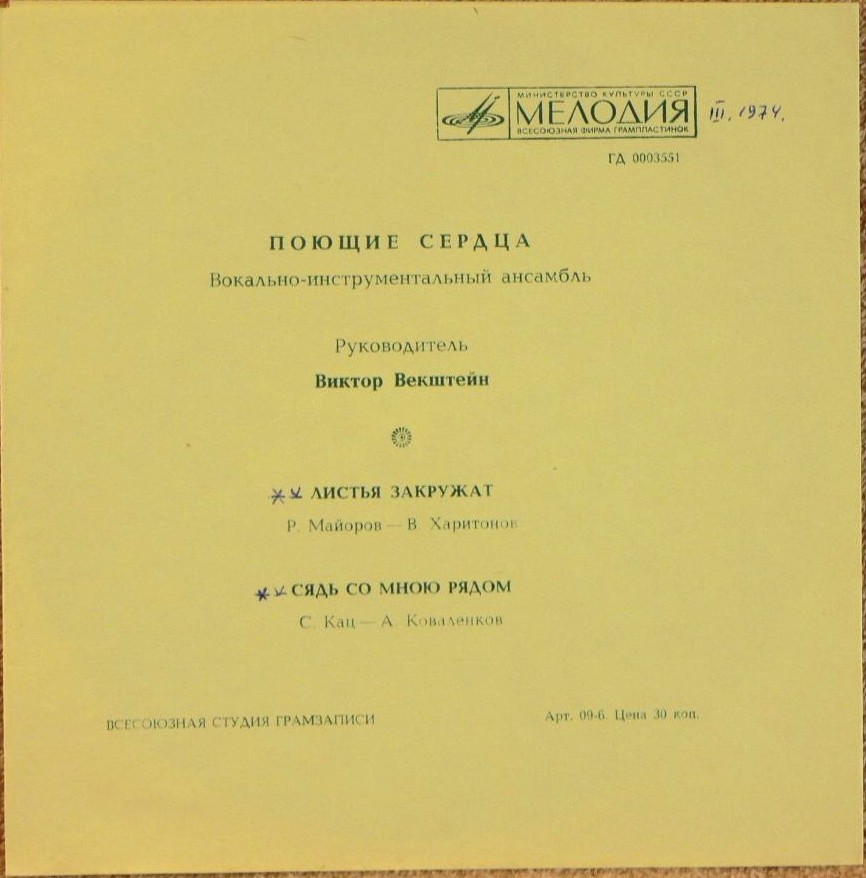 МИНИСТЕРСТВО КУЛЬТУРЫ СССР
МЕЛОДИЯ
ВСЕСОЮЗНАЯ ФИРМА ГРАМПЛАСТИНОК
III. 1974.
ГД 0003551
ПОЮЩИЕ СЕРДЦА
Вокально-инструментальный ансамбль
Руководитель
Виктор Векштейн
ЛИСТЬЯ ЗАКРУЖАТ
Р. Майоров — В. Харитонов
СЯДЬ СО МНОЮ РЯДОМ
С. Кац — А. Коваленков
ВСЕСОЮЗНАЯ СТУДИЯ ГРАМЗАПИСИ
Арт. 09-6. Цена 30 коп.